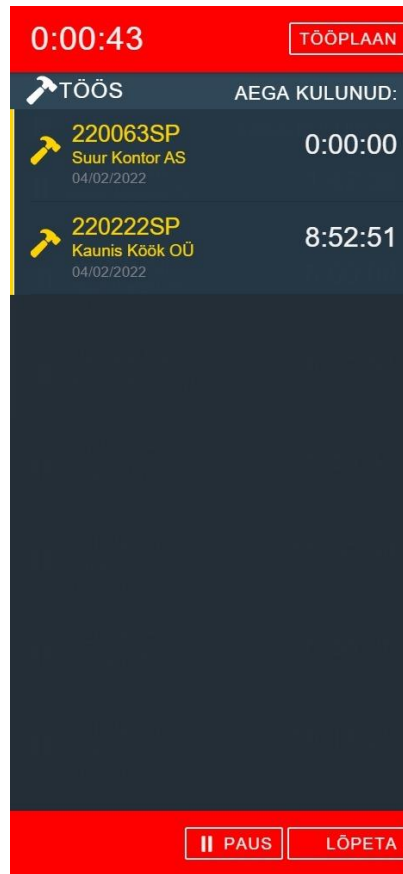 0:00:43 TÖÖPLAAN
TÖÖS AEGA KULUNUD:
220063SP 0:00:00
Suur Kontor AS
04/02/2022
220222SP 8:52:51
Kaunis Köök OÜ
04/02/2022
PAUS LÕPETA